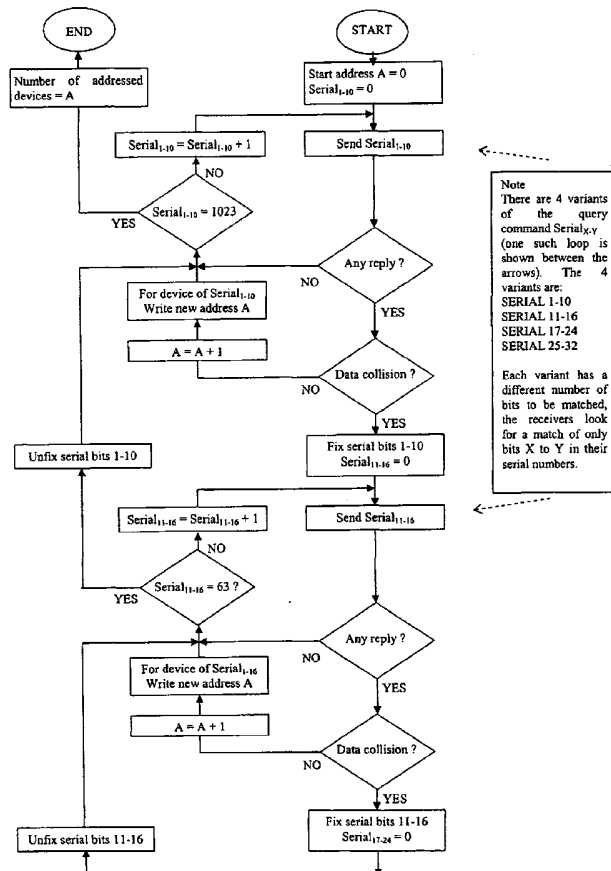 END
START
Number of addressed
devices = A
Start address A = 0
Serial₁₋₁₀ = 0
Serial₁₋₁₀ = Serial₁₋₁₀ + 1
Send Serial₁₋₁₀
NO
YES
Serial₁₋₁₀ = 1023
Note
There are 4 variants
of the query
command Serial_X-Y
(one such loop is
shown between the
arrows). The 4
variants are:
SERIAL 1-10
SERIAL 11-16
SERIAL 17-24
SERIAL 25-32
Each variant has a
different number of
bits to be matched,
the receivers look
for a match of only
bits X to Y in their
serial numbers.
Any reply ?
NO
YES
For device of Serial₁₋₁₀
Write new address A
A = A + 1
Data collision ?
NO
YES
Fix serial bits 1-10
Serial₁₁₋₁₆ = 0
Unfix serial bits 1-10
Serial₁₁₋₁₆ = Serial₁₁₋₁₆ + 1
Send Serial₁₁₋₁₆
NO
YES
Serial₁₁₋₁₆ = 63 ?
Any reply ?
NO
YES
For device of Serial₁₋₁₆
Write new address A
A = A + 1
Data collision ?
NO
YES
Fix serial bits 11-16
Serial₁₇₋₂₄ = 0
Unfix serial bits 11-16